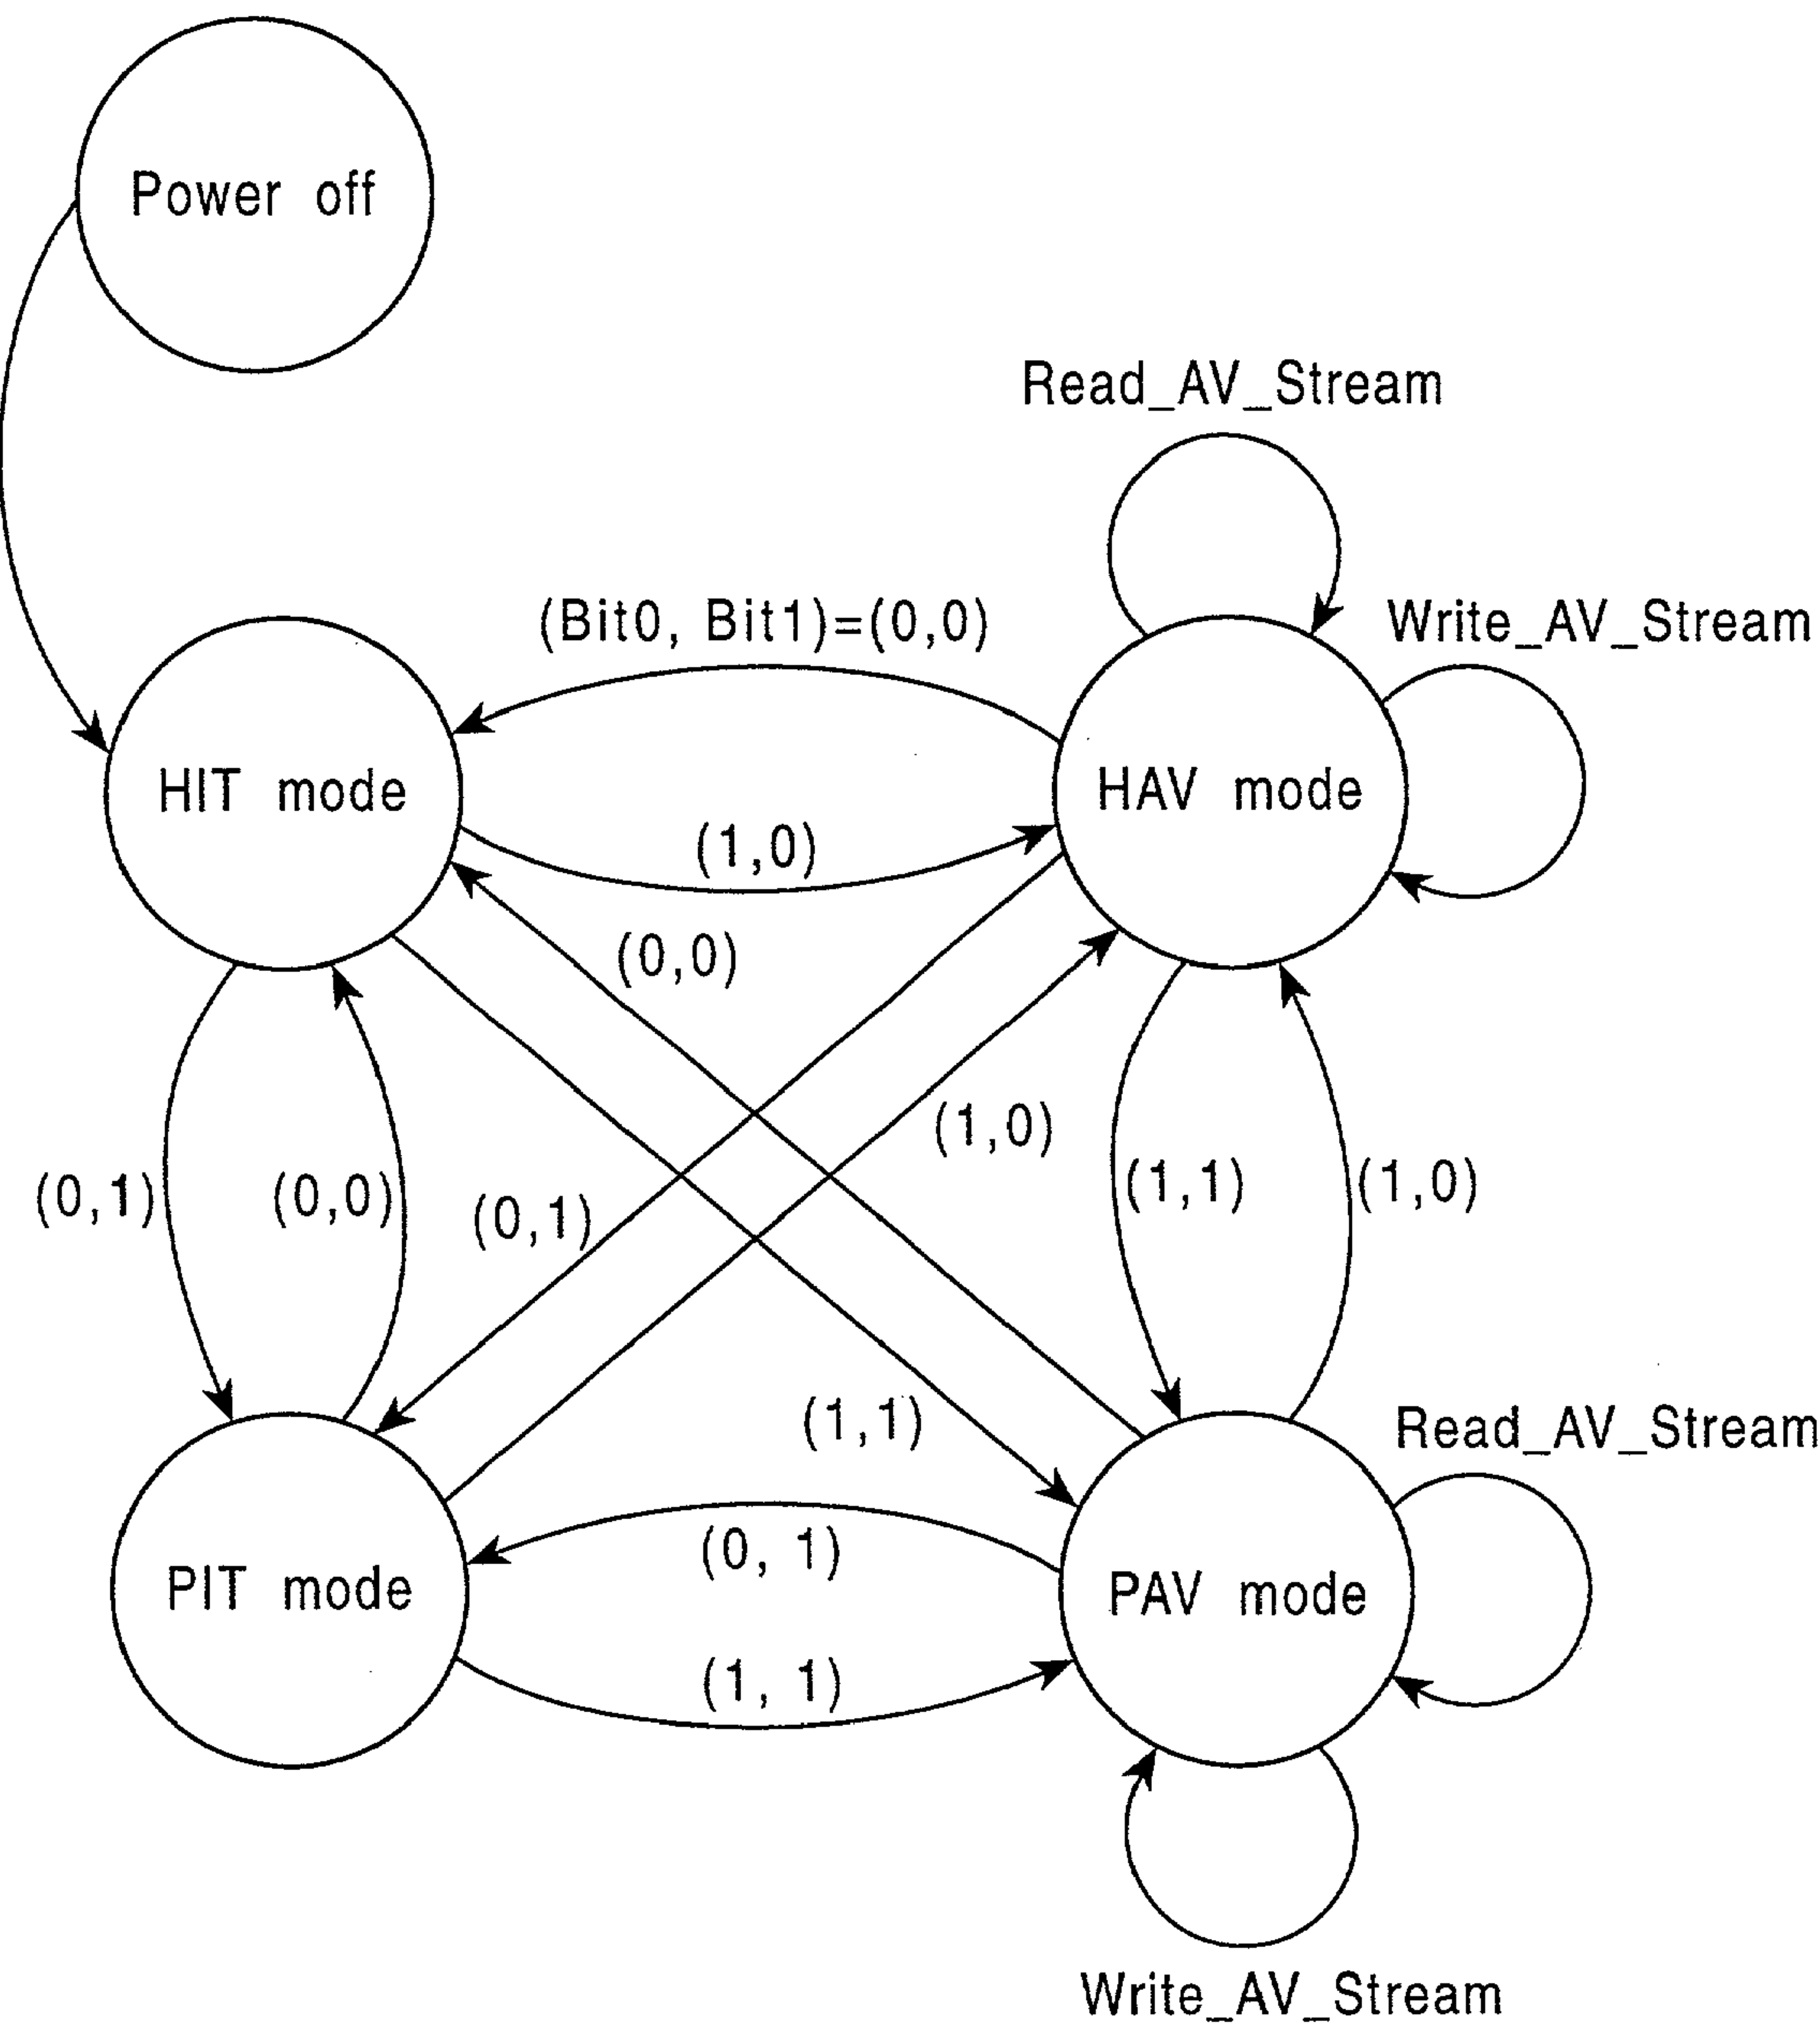 Power off
Read_AV_Stream
(Bit0, Bit1)=(0,0)
Write_AV_Stream
HIT mode
HAV mode
(1,0)
(0,0)
(1,0)
(0,1)
(0,0)
(0,1)
(1,1)
(1,0)
(1,1)
Read_AV_Stream
(0, 1)
PIT mode
PAV mode
(1, 1)
Write_AV_Stream